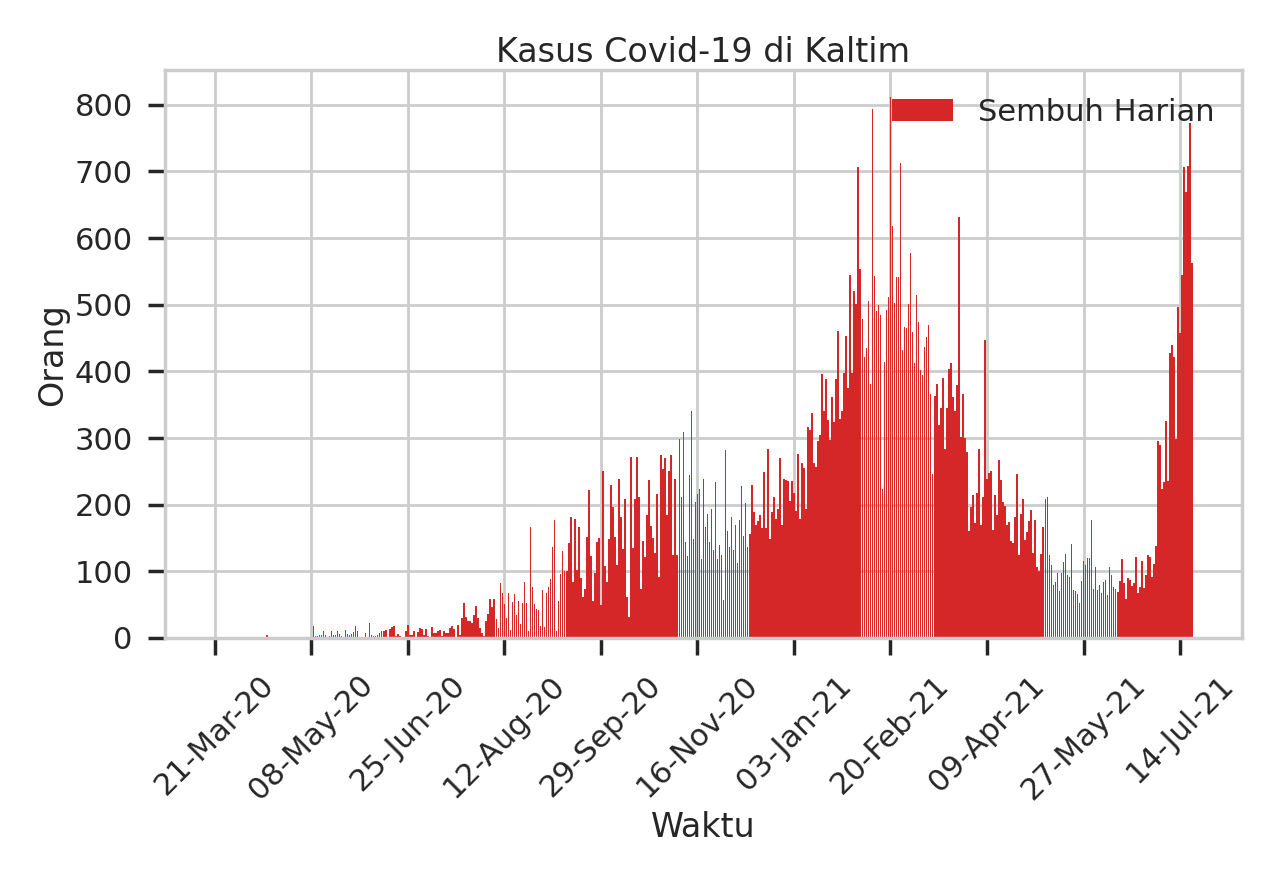 Kasus Covid-19 di Kaltim
Sembuh Harian
800
700
600
500
400
300
200
100
0
Orang
21-Mar-20
08-May-20
25-Jun-20
12-Aug-20
29-Sep-20
16-Nov-20
03-Jan-21
20-Feb-21
09-Apr-21
27-May-21
14-Jul-21
Waktu